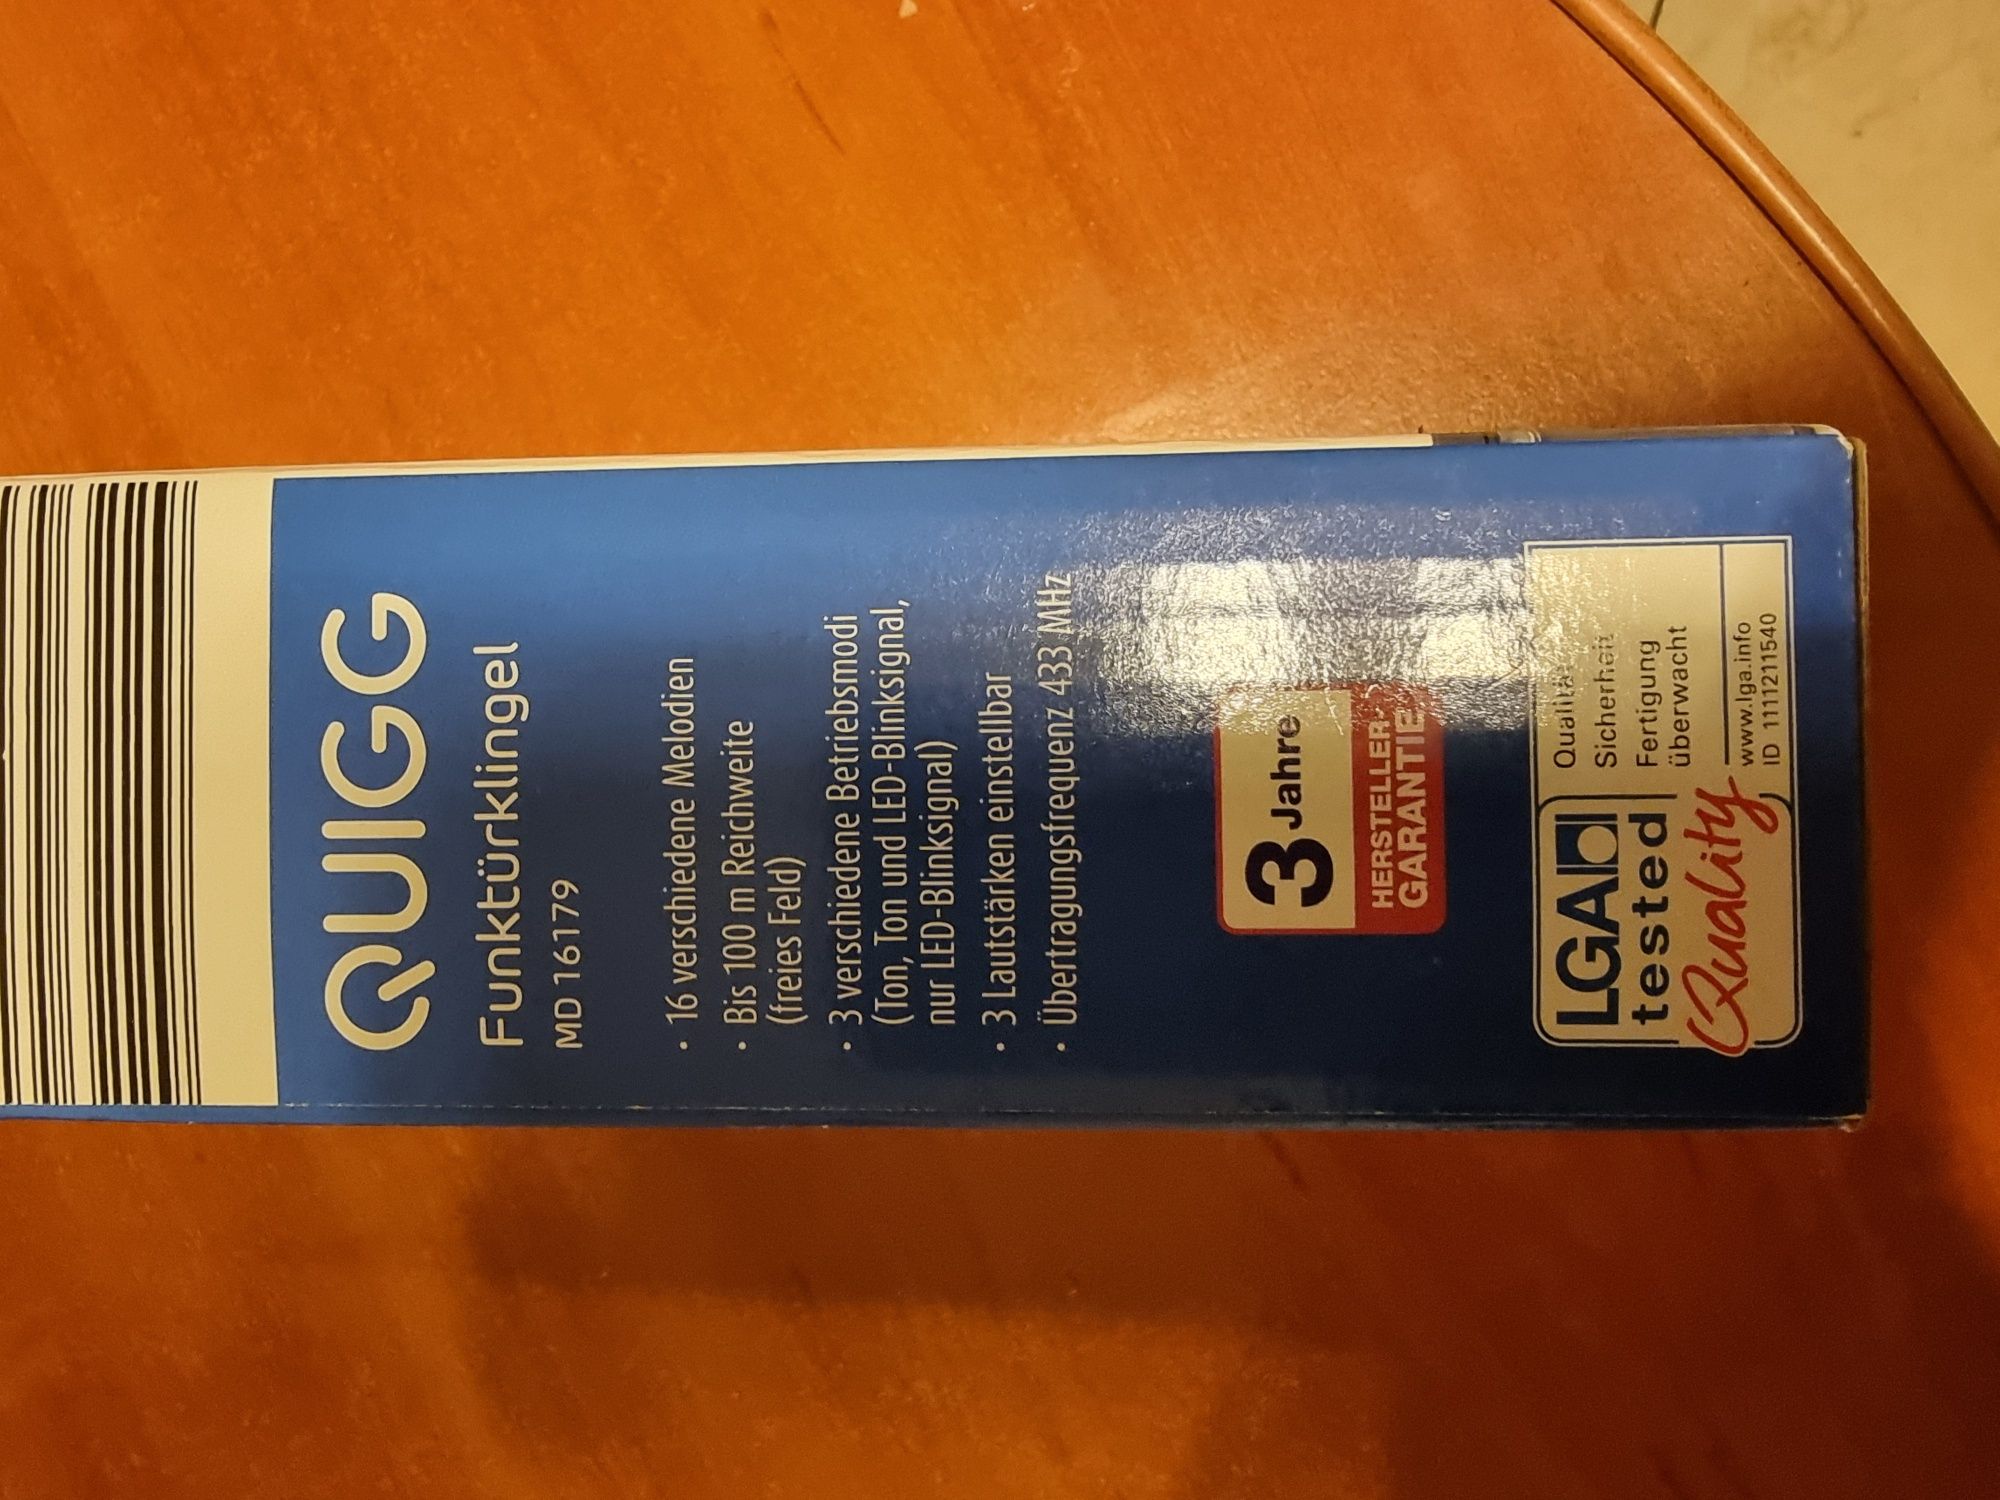 QUIGG
Funktürklingel
MD 16179
• 16 verschiedene Melodien
• Bis 100 m Reichweite
(freies Feld)
• 3 verschiedene Betriebsmodi
(Ton, Ton und LED-Blinksignal,
nur LED-Blinksignal)
• 3 Lautstärken einstellbar
• Übertragungsfrequenz 433 MHz
3 Jahre
HERSTELLER-
GARANTIE
LGA
tested
Quality
Qualität
Sicherheit
Fertigung
überwacht
www.lga.info
ID 1111211540